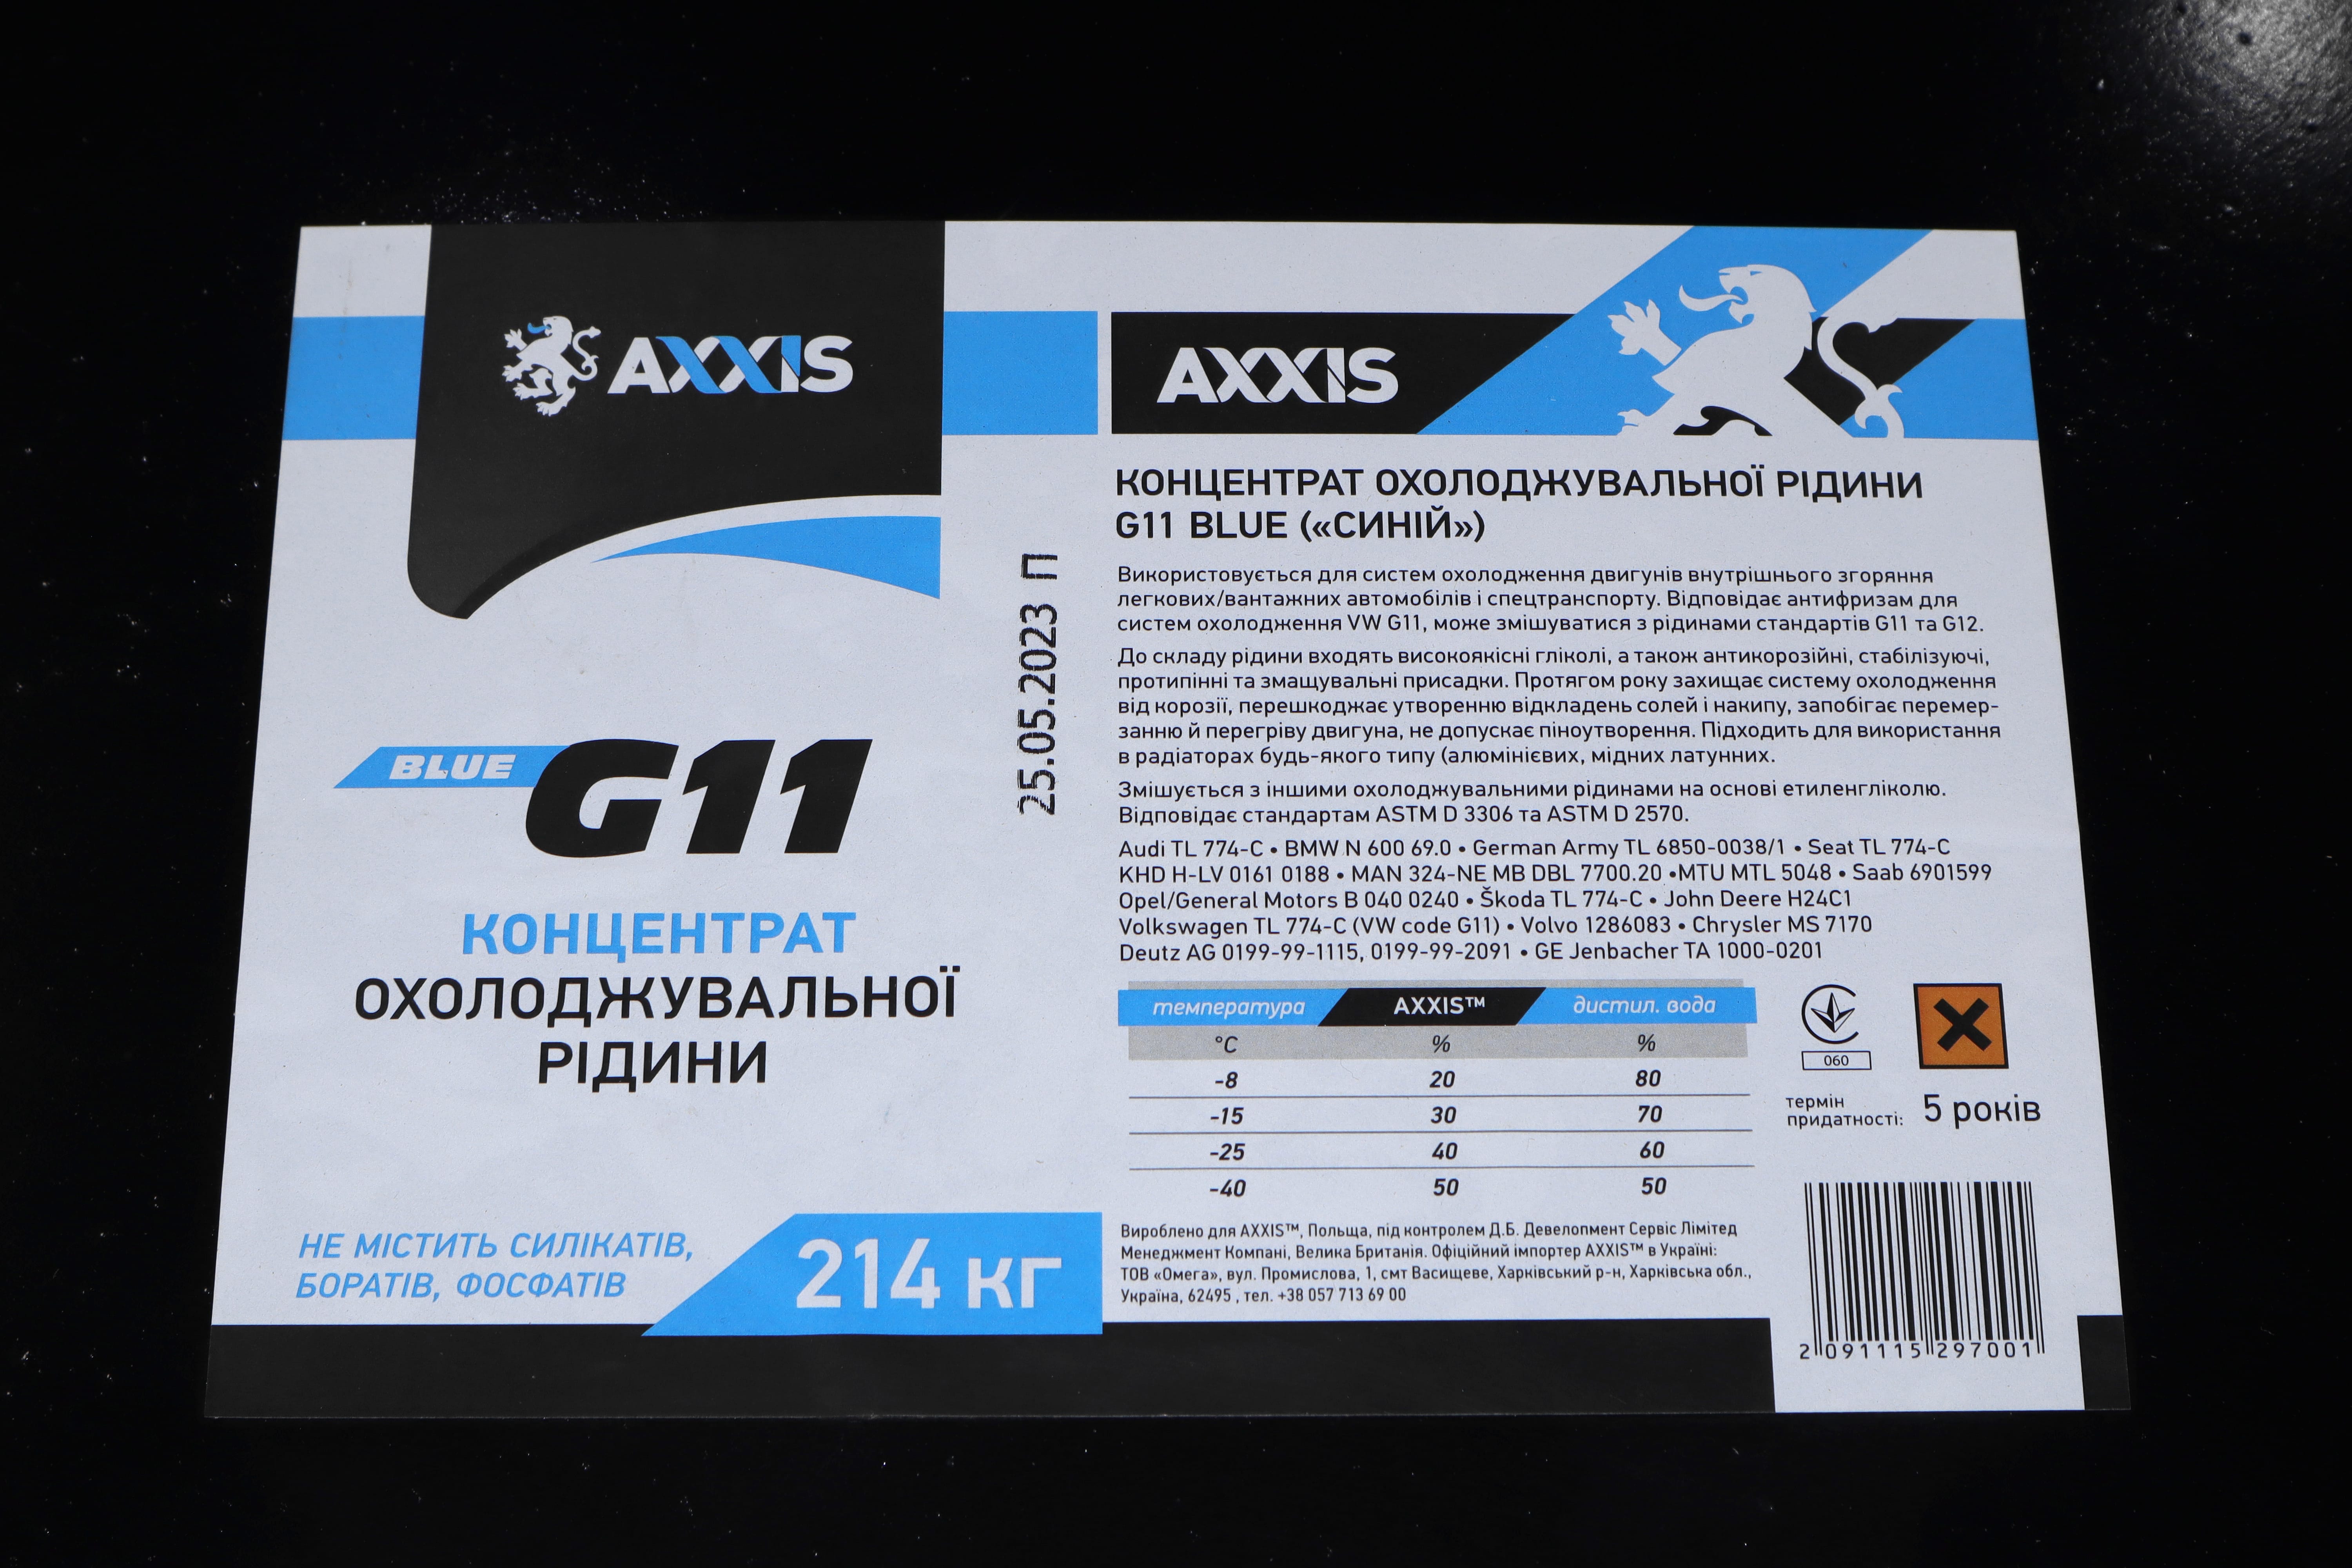 AXXIS
BLUE G11
КОНЦЕНТРАТ
ОХОЛОДЖУВАЛЬНОЇ
РІДИНИ
НЕ МІСТИТЬ СИЛІКАТІВ,
БОРАТІВ, ФОСФАТІВ
214 КГ
25.05.2023 П
AXXIS
КОНЦЕНТРАТ ОХОЛОДЖУВАЛЬНОЇ РІДИНИ
G11 BLUE («СИНІЙ»)
Використовується для систем охолодження двигунів внутрішнього згоряння
легкових/вантажних автомобілів і спецтранспорту. Відповідає антифризам для
систем охолодження VW G11, може змішуватися з рідинами стандартів G11 та G12.
До складу рідини входять високоякісні гліколі, а також антикорозійні, стабілізуючі,
протипінні та змащувальні присадки. Протягом року захищає систему охолодження
від корозії, перешкоджає утворенню відкладень солей і накипу, запобігає перемер-
занню й перегріву двигуна, не допускає піноутворення. Підходить для використання
в радіаторах будь-якого типу (алюмінієвих, мідних латунних.
Змішується з іншими охолоджувальними рідинами на основі етиленгліколю.
Відповідає стандартам ASTM D 3306 та ASTM D 2570.
Audi TL 774-C • BMW N 600 69.0 • German Army TL 6850-0038/1 • Seat TL 774-C
KHD H-LV 0161 0188 • MAN 324-NE MB DBL 7700.20 •MTU MTL 5048 • Saab 6901599
Opel/General Motors B 040 0240 • Škoda TL 774-C • John Deere H24C1
Volkswagen TL 774-C (VW code G11) • Volvo 1286083 • Chrysler MS 7170
Deutz AG 0199-99-1115, 0199-99-2091 • GE Jenbacher TA 1000-0201
температура AXXIS™ дистил. вода
°C % %
-8 20 80
-15 30 70
-25 40 60
-40 50 50
060
термін
придатності: 5 років
Вироблено для AXXIS™, Польща, під контролем Д.Б. Девелопмент Сервіс Лімітед
Менеджмент Компані, Велика Британія. Офіційний імпортер AXXIS™ в Україні:
ТОВ «Омега», вул. Промислова, 1, смт Васищеве, Харківський р-н, Харківська обл.,
Україна, 62495 , тел. +38 057 713 69 00
2 091115 297001